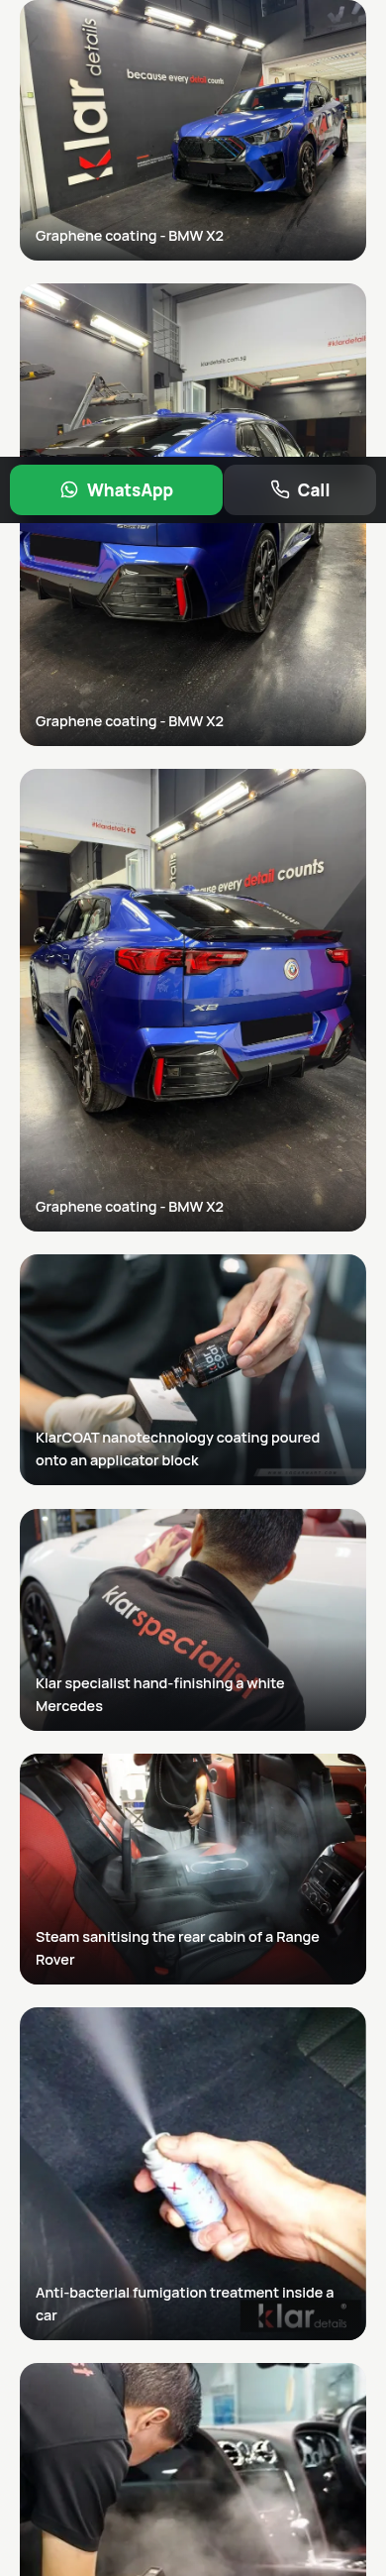 klar details
because every detail counts
Graphene coating - BMW X2
klardetails.com.sg
#klardetail
WhatsApp
Call
Graphene coating - BMW X2
#klardetails
every detail counts
X2
Graphene coating - BMW X2
KlarCOAT nanotechnology coating poured
onto an applicator block
klarspecialist
Klar specialist hand-finishing a white
Mercedes
Steam sanitising the rear cabin of a Range
Rover
Anti-bacterial fumigation treatment inside a
car
klar details